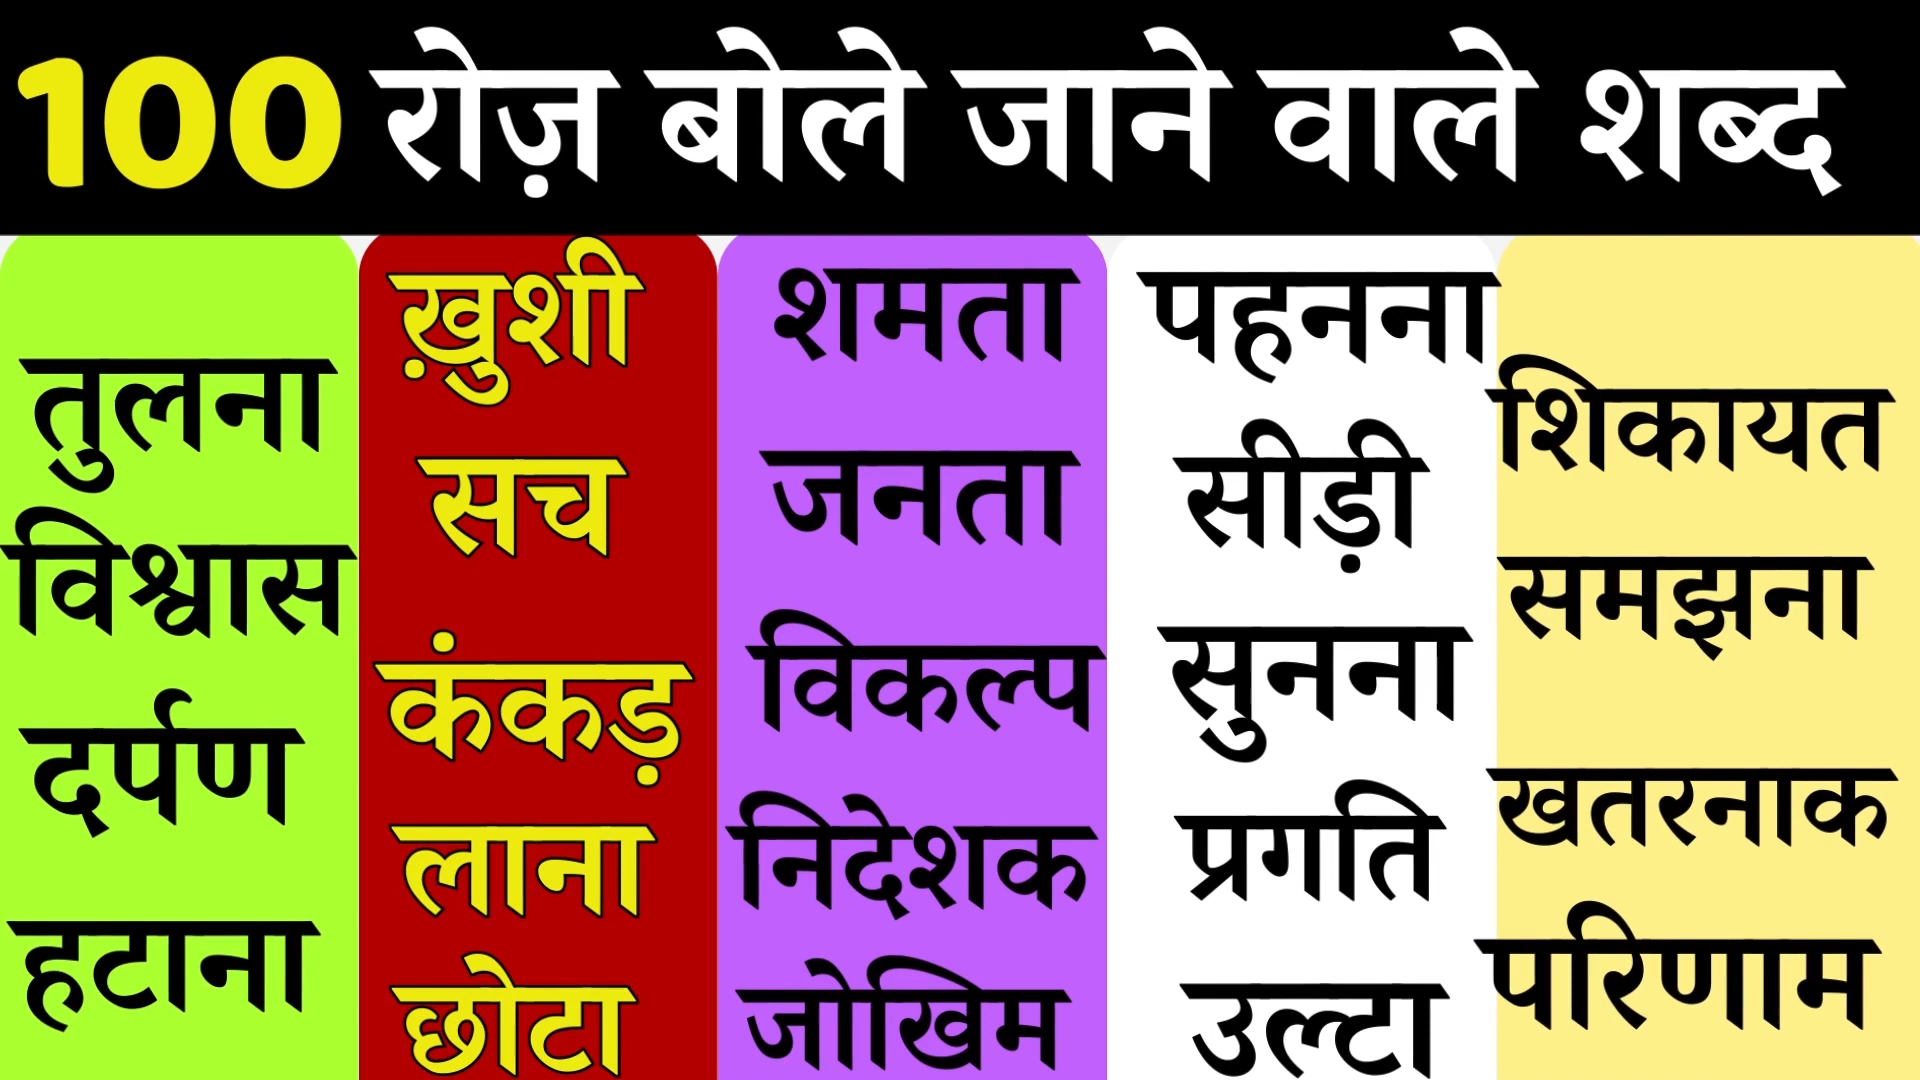 100 रोज़ बोले जाने वाले शब्द
तुलना
विश्वास
दर्पण
हटाना
ख़ुशी
सच
कंकड़
लाना
छोटा
शमता
जनता
विकल्प
निदेशक
जोखिम
पहनना
सीड़ी
सुनना
प्रगति
उल्टा
शिकायत
समझना
खतरनाक
परिणाम